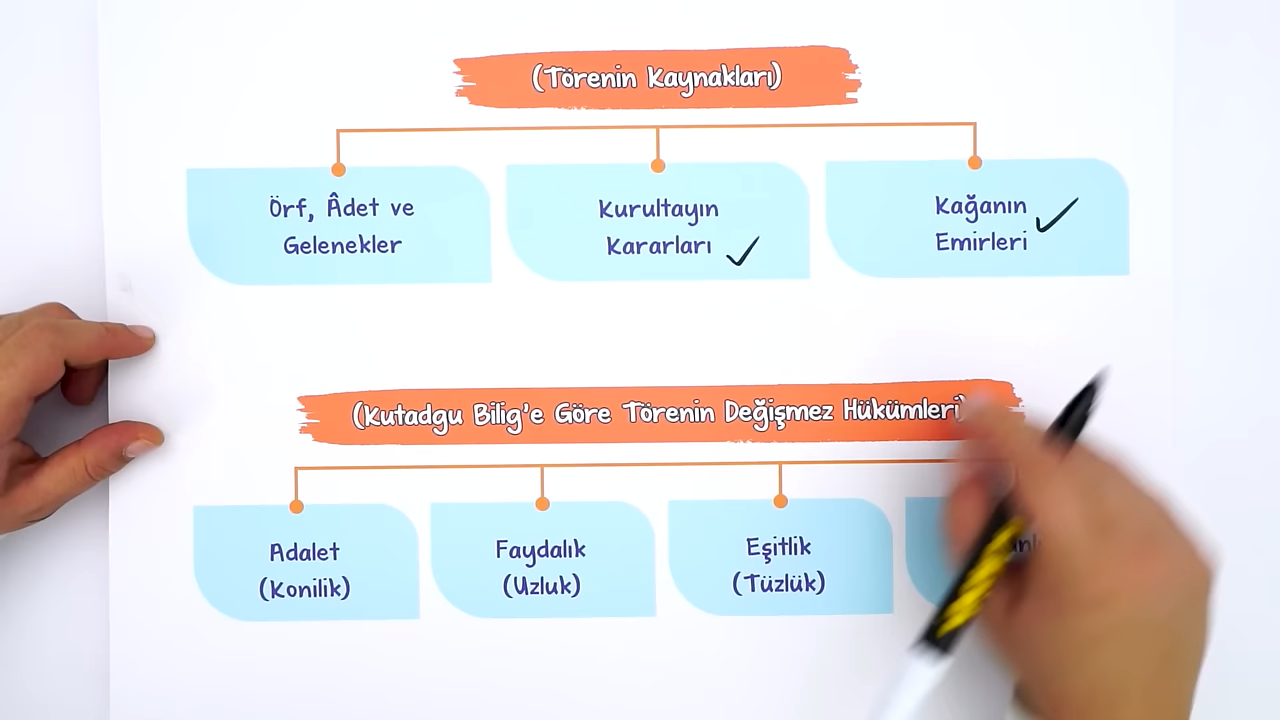 (Törenin Kaynakları)
Örf, Âdet ve
Gelenekler
Kurultayın
Kararları
Kağanın
Emirleri
(Kutadgu Bilig'e Göre Törenin Değişmez Hükümleri)
Adalet
(Konilik)
Faydalık
(Uzluk)
Eşitlik
(Tüzlük)